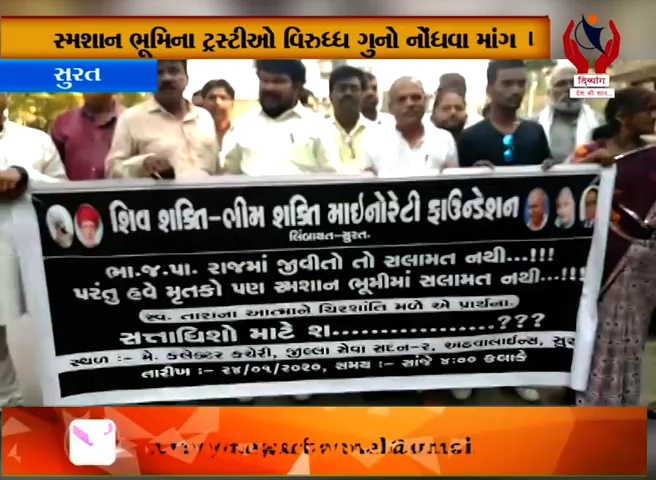 સ્મશાન ભૂમિના ટ્રસ્ટીઓ વિરુધ્ધ ગુનો નોંધવા માંગ
સુરત
દિવ્યાંગ
શિવ શક્તિ-ભીમ શક્તિ માઇનોરેટી ફાઉન્ડેશન
લિંબાયત-સુરત.
ભા.જ.પા. રાજમાં જીવીતો તો સલામત નથી...!!!
પરંતુ હવે મૃતકો પણ સ્મશાન ભૂમીમાં સલામત નથી...!!!
સ્વ. તારાના આત્માને ચિરશાંતિ મળે એ પ્રાર્થના.
સત્તાધિશો માટે શ..................???
સ્થળ :- મે. કલેક્ટર કચેરી, જીલ્લા સેવા સદન-૨, અઠવાલાઈન્સ,
તારીખ :- ૨૪/૦૧/૨૦૨૦, સમય :- સાંજે ૪:૦૦ કલાકે